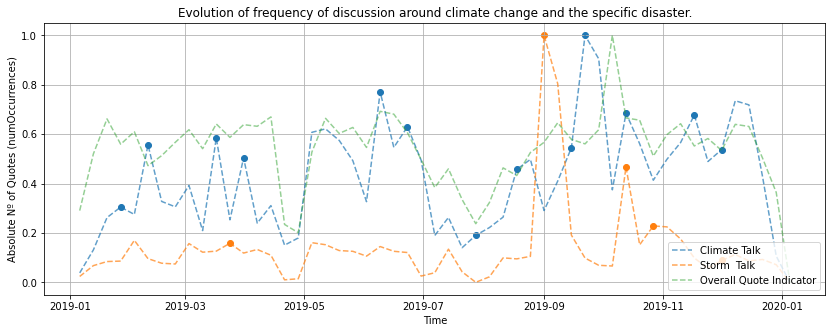 Evolution of frequency of discussion around climate change and the specific disaster.
Absolute Nº of Quotes (numOccurrences)
1.0
0.8
0.6
0.4
0.2
0.0
Climate Talk
Storm  Talk
Overall Quote Indicator
2019-01
2019-03
2019-05
2019-07
2019-09
2019-11
2020-01
Time